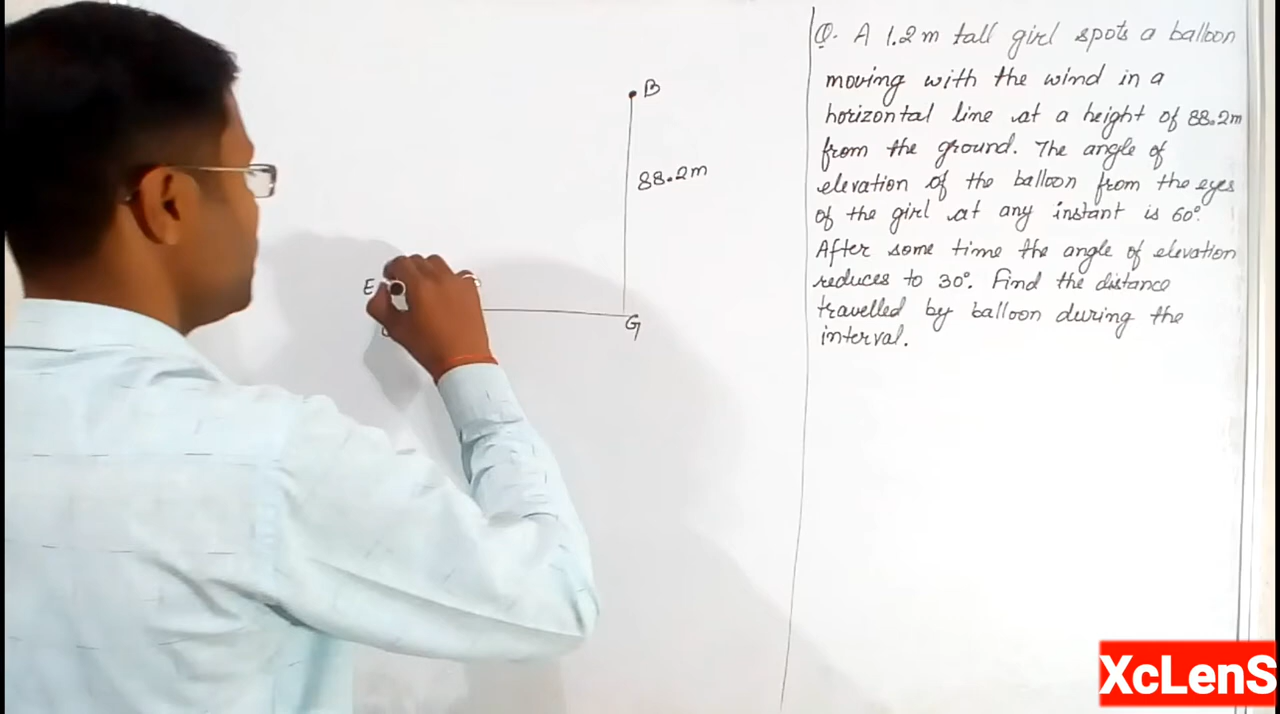 Q. A 1.2m tall girl spots a balloon
moving with the wind in a
horizontal line at a height of 88.2m
from the ground. The angle of
elevation of the balloon from the eyes
of the girl at any instant is 60°.
After some time the angle of elevation
reduces to 30°. Find the distance
travelled by balloon during the
interval.
B
88.2m
E
G
XcLenS